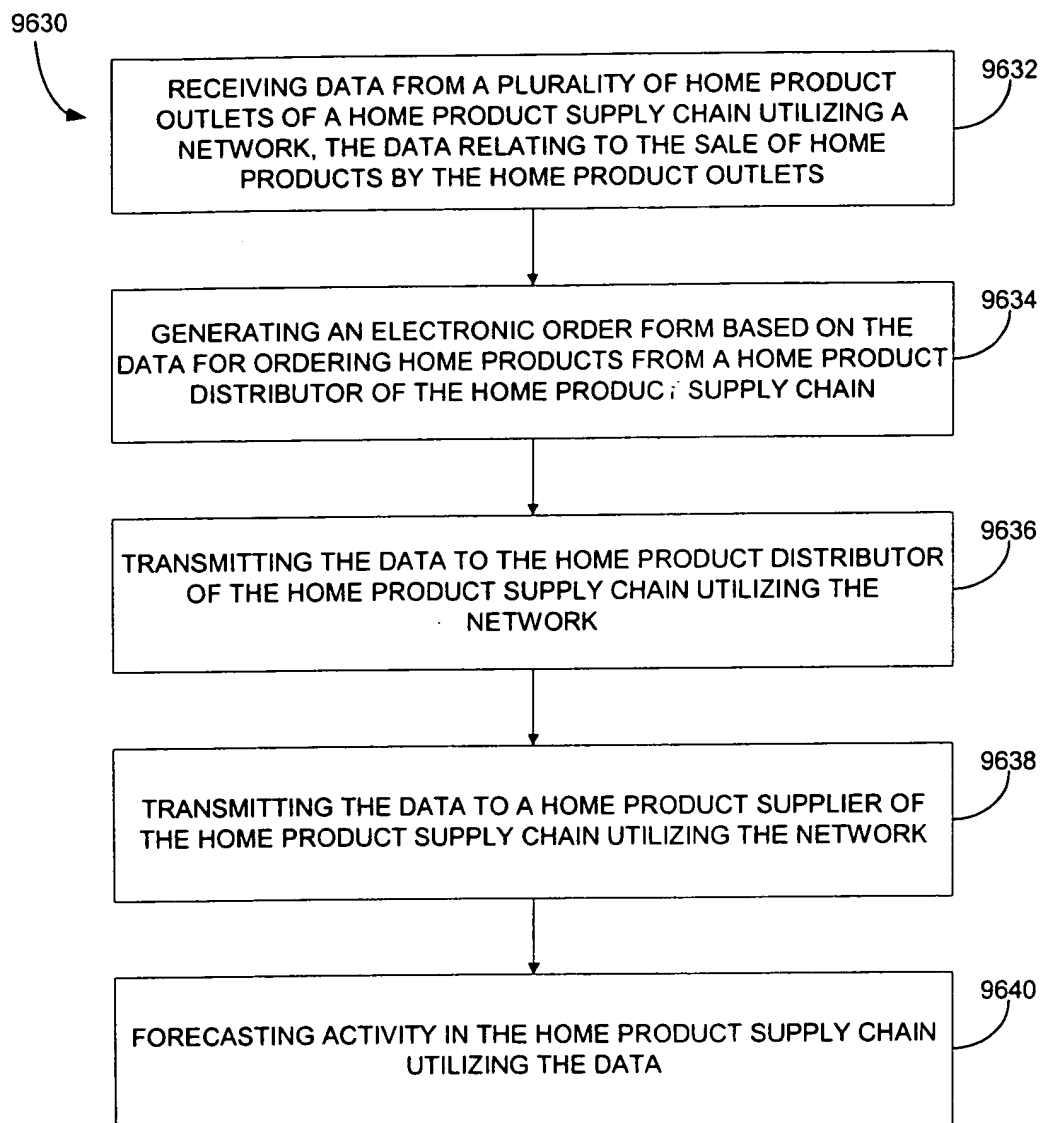 9630
RECEIVING DATA FROM A PLURALITY OF HOME PRODUCT
OUTLETS OF A HOME PRODUCT SUPPLY CHAIN UTILIZING A
NETWORK, THE DATA RELATING TO THE SALE OF HOME
PRODUCTS BY THE HOME PRODUCT OUTLETS
9632
GENERATING AN ELECTRONIC ORDER FORM BASED ON THE
DATA FOR ORDERING HOME PRODUCTS FROM A HOME PRODUCT
DISTRIBUTOR OF THE HOME PRODUCT SUPPLY CHAIN
9634
TRANSMITTING THE DATA TO THE HOME PRODUCT DISTRIBUTOR
OF THE HOME PRODUCT SUPPLY CHAIN UTILIZING THE
NETWORK
9636
TRANSMITTING THE DATA TO A HOME PRODUCT SUPPLIER OF
THE HOME PRODUCT SUPPLY CHAIN UTILIZING THE NETWORK
9638
FORECASTING ACTIVITY IN THE HOME PRODUCT SUPPLY CHAIN
UTILIZING THE DATA
9640